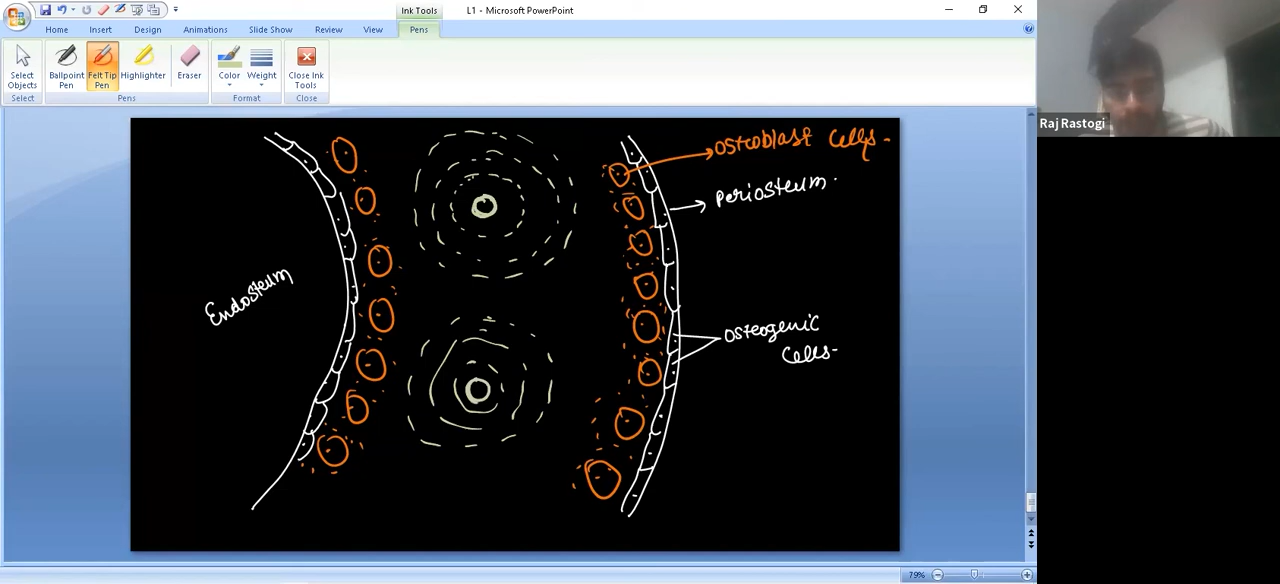 Ink Tools
L1 - Microsoft PowerPoint
Home
Insert
Design
Animations
Slide Show
Review
View
Pens
Select
Objects
Ballpoint
Pen
Felt Tip
Pen
Highlighter
Eraser
Color
Weight
Close Ink
Tools
Select
Pens
Format
Close
Raj Rastogi
Osteoblast cells.
Periosteum.
Endosteum
Osteogenic
cells
79%